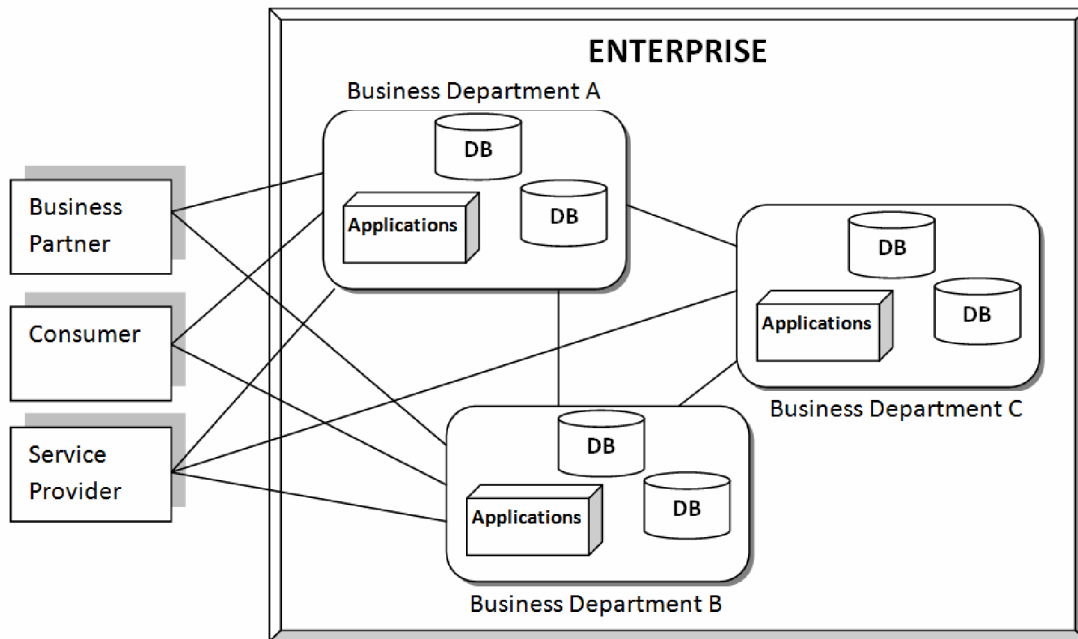 ENTERPRISE
Business Department A
DB
DB
Applications
Business
Partner
Consumer
Service
Provider
DB
DB
Applications
Business Department C
DB
DB
Applications
Business Department B